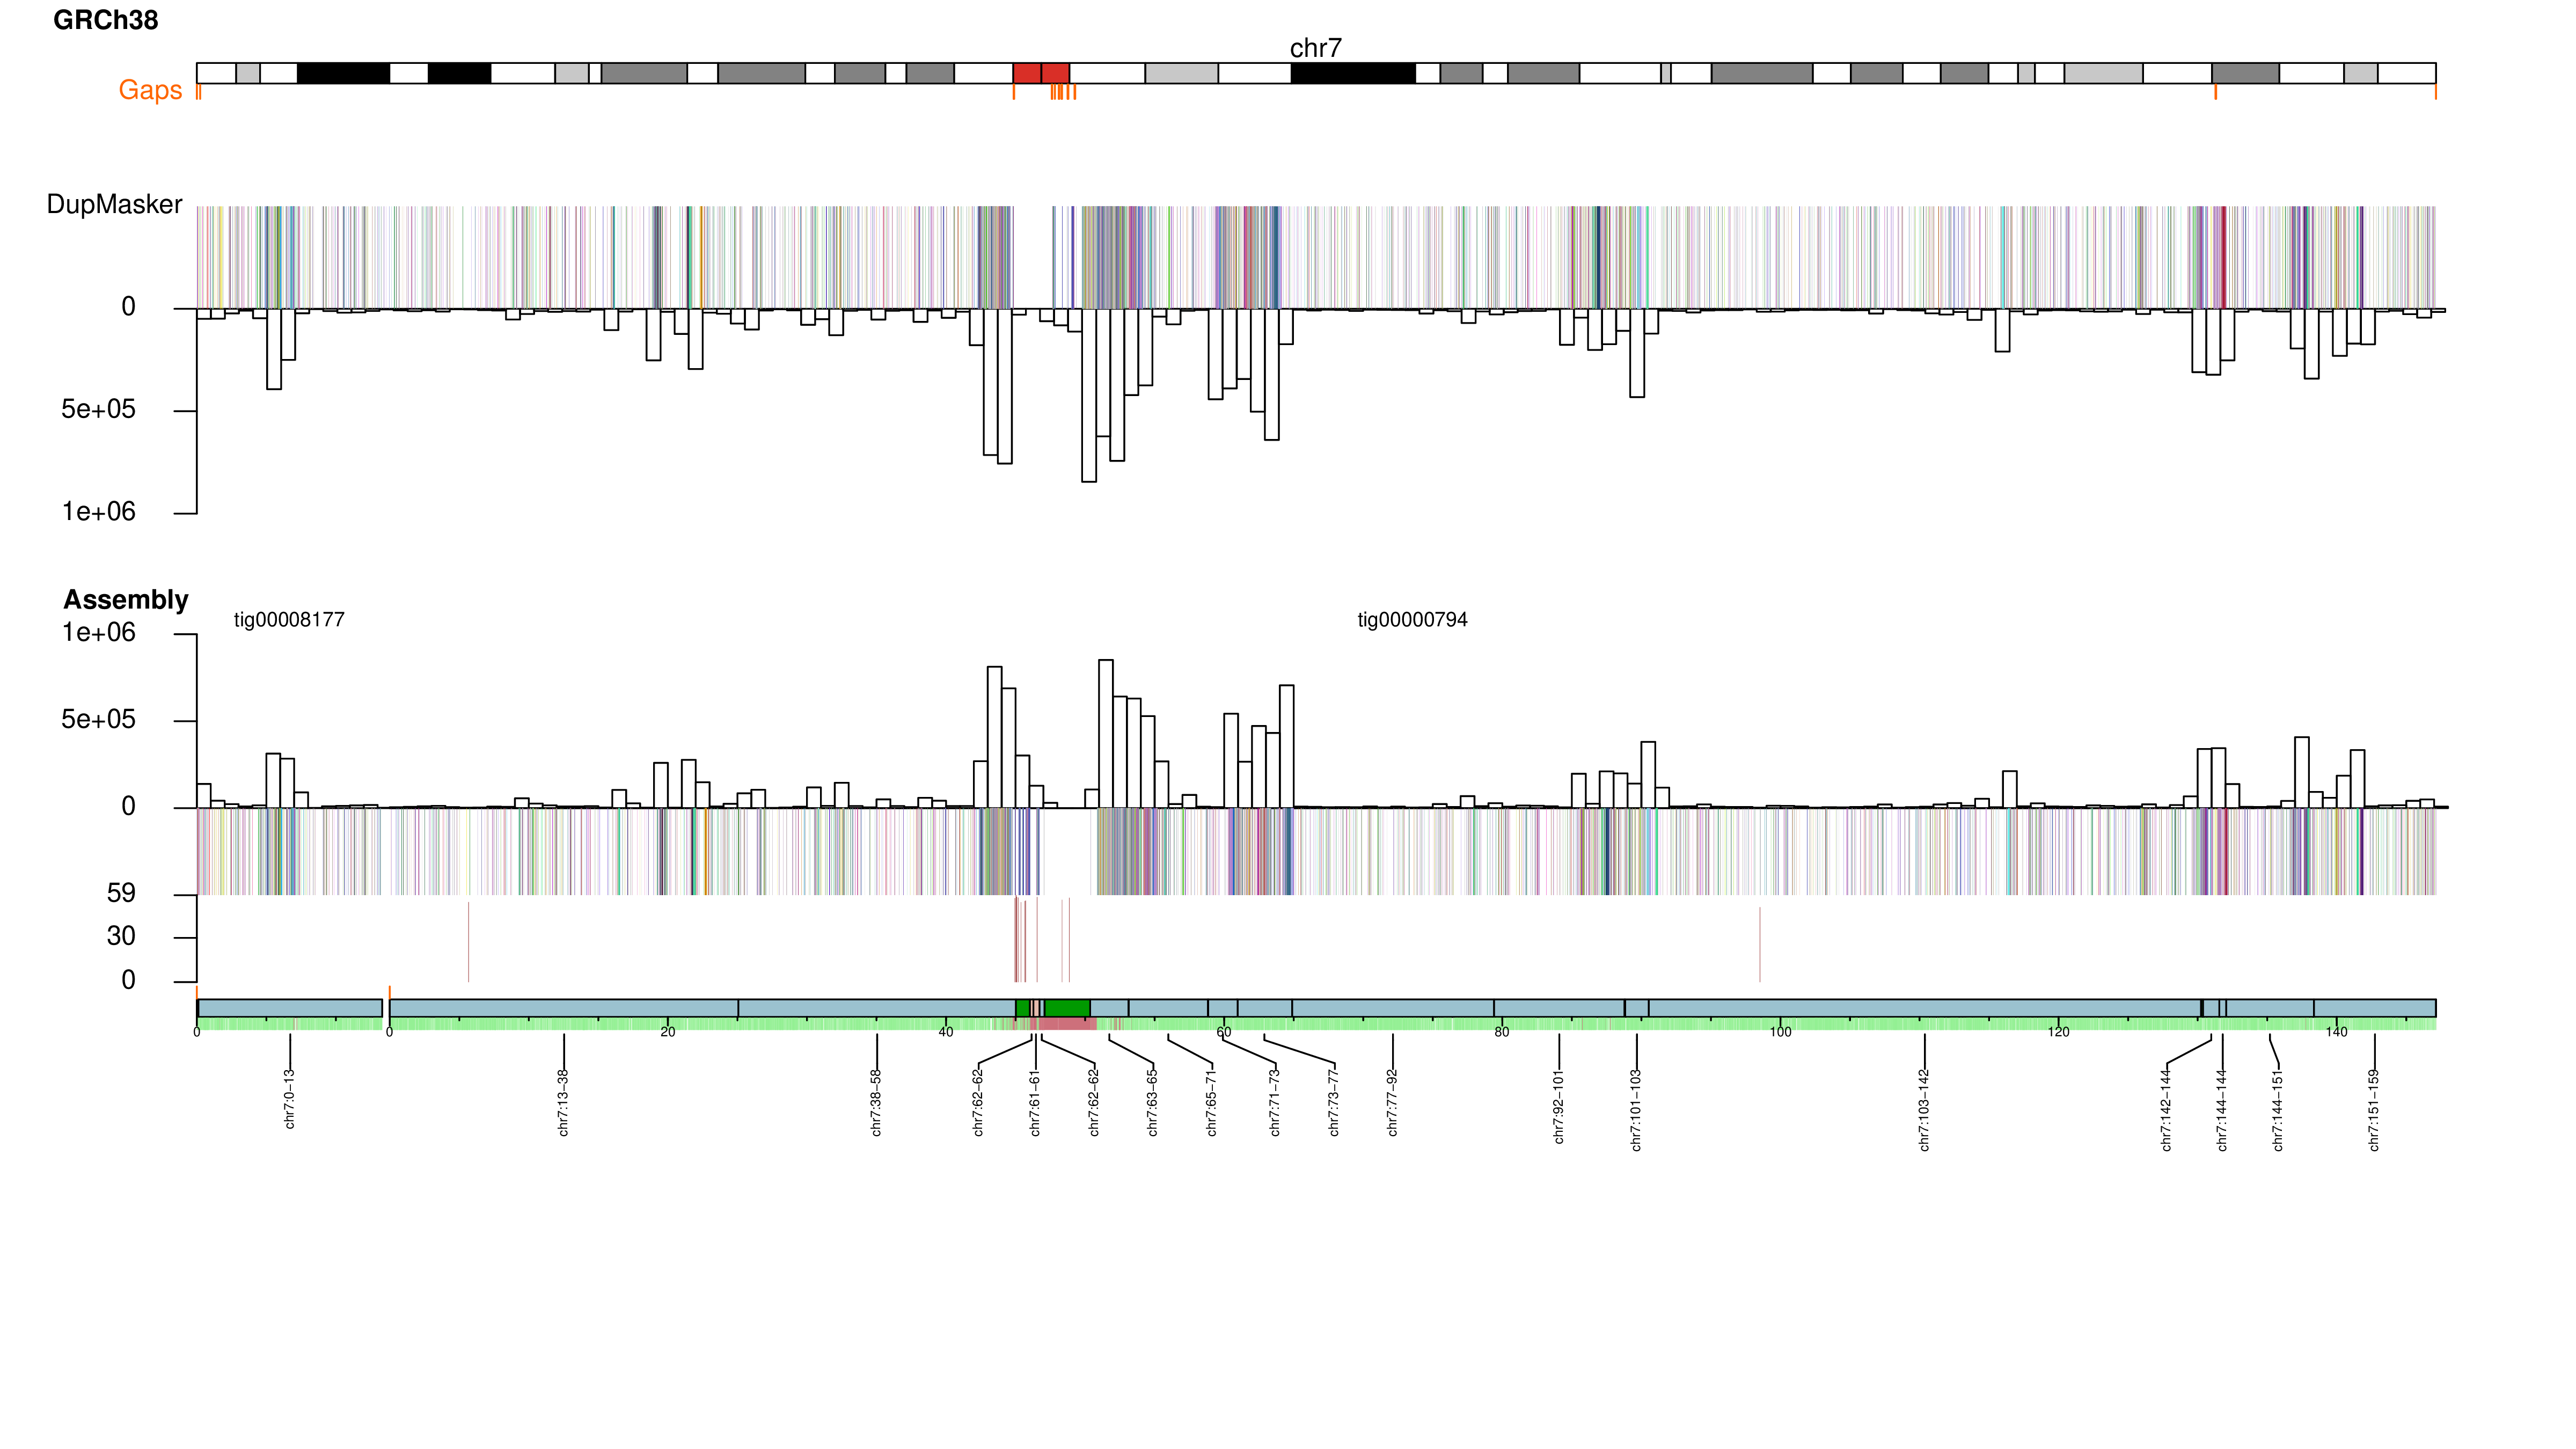 GRCh38
chr7
Gaps
DupMasker
0
5e+05
1e+06
Assembly
tig00008177 tig00000794
1e+06
5e+05
0
59
30
0
0 0 20 40 60 80 100 120 140
chr7:0−13
chr7:13−38
chr7:38−58
chr7:62−62
chr7:61−61
chr7:62−62
chr7:63−65
chr7:65−71
chr7:71−73
chr7:73−77
chr7:77−92
chr7:92−101
chr7:101−103
chr7:103−142
chr7:142−144
chr7:144−144
chr7:144−151
chr7:151−159